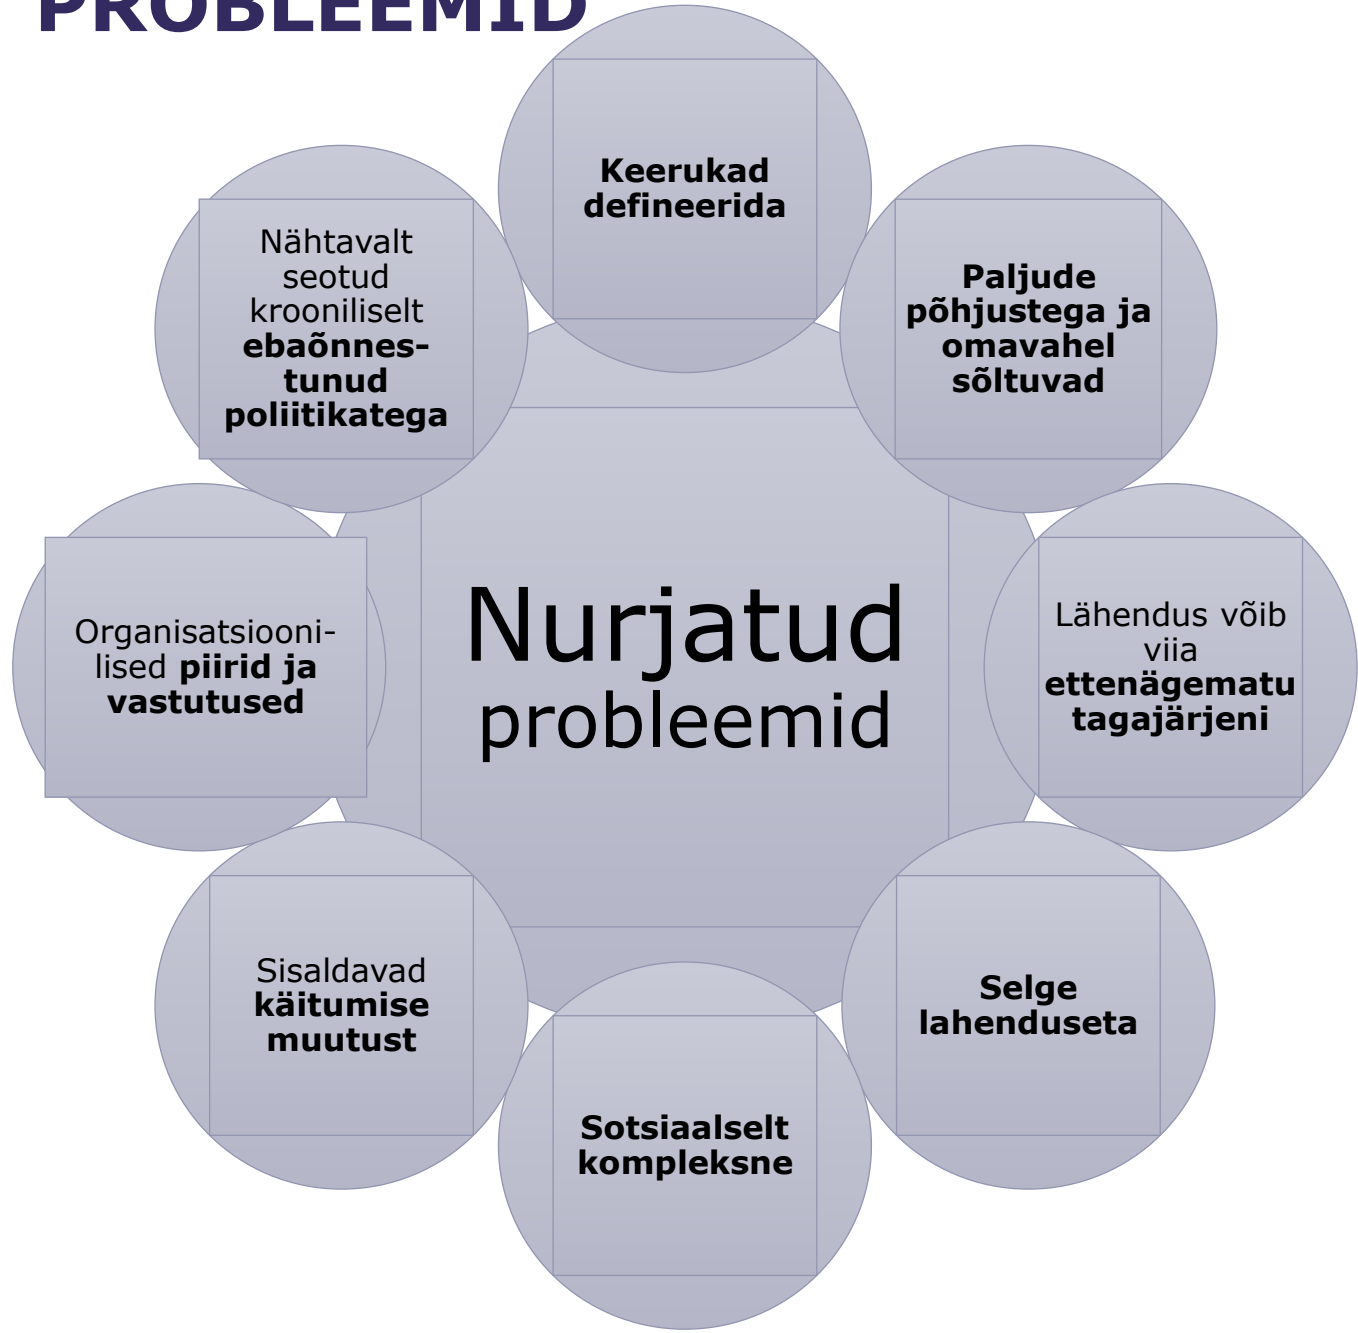 PROBLEEMID
Keerukad
defineerida
Paljude
põhjustega ja
omavahel
sõltuvad
Lähendus võib
viia
ettenägematu
tagajärjeni
Selge
lahenduseta
Sotsiaalselt
kompleksne
Sisaldavad
käitumise
muutust
Organisatsiooni-
lised piirid ja
vastutused
Nähtavalt
seotud
krooniliselt
ebaõnnes-
tunud
poliitikatega
Nurjatud
probleemid